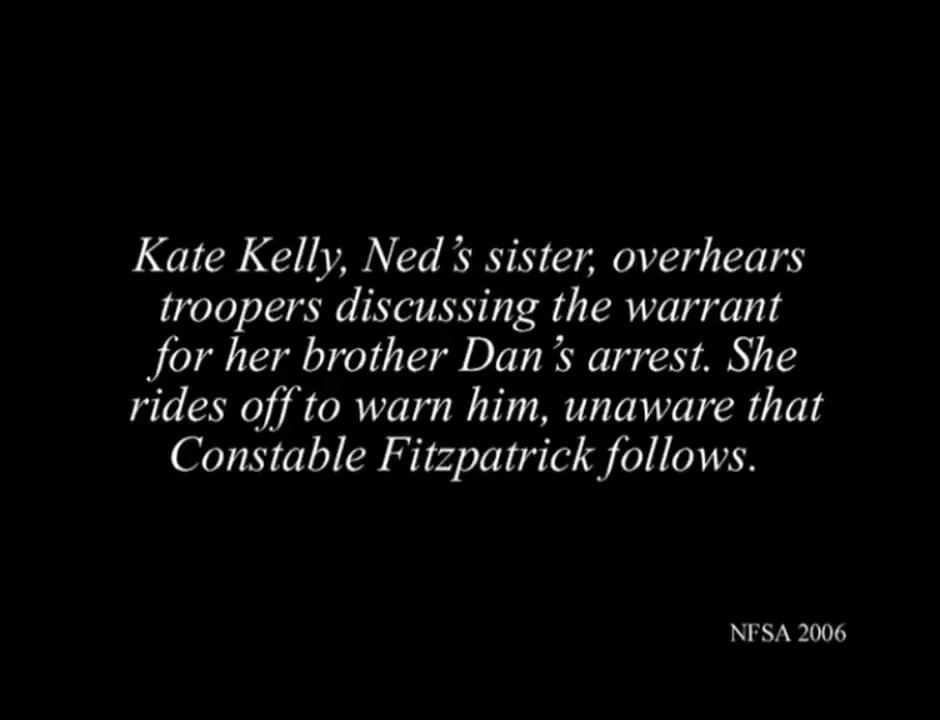 Kate Kelly, Ned’s sister, overhears
troopers discussing the warrant
for her brother Dan’s arrest. She
rides off to warn him, unaware that
Constable Fitzpatrick follows.
NFSA 2006